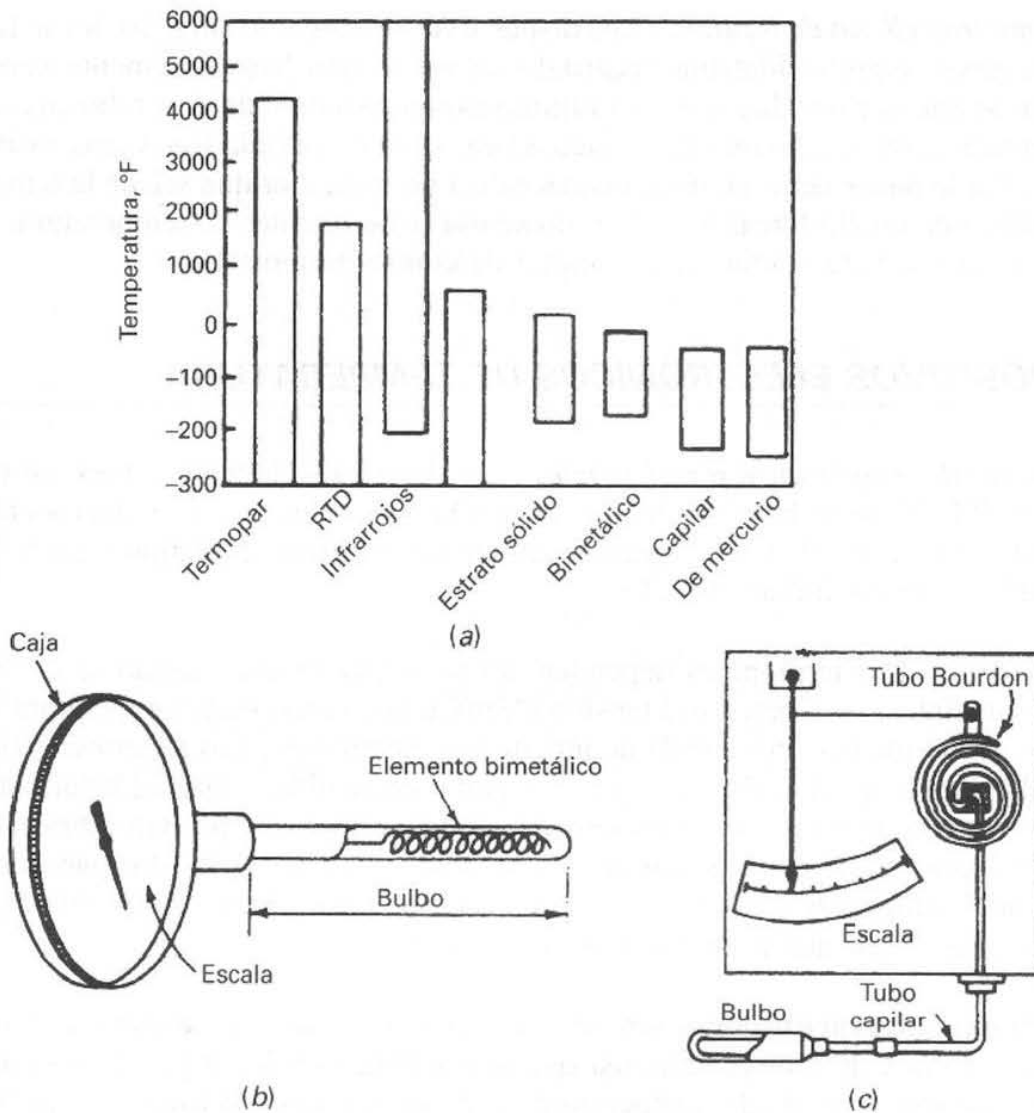 6000
5000
4000
3000
2000
1000
0
–100
–200
–300
Temperatura, °F
Termopar
RTD
Infrarrojos
Estrato sólido
Bimetálico
Capilar
De mercurio
(a)
Caja
Elemento bimetálico
Bulbo
Escala
(b)
Tubo Bourdon
Escala
Bulbo
Tubo
capilar
(c)